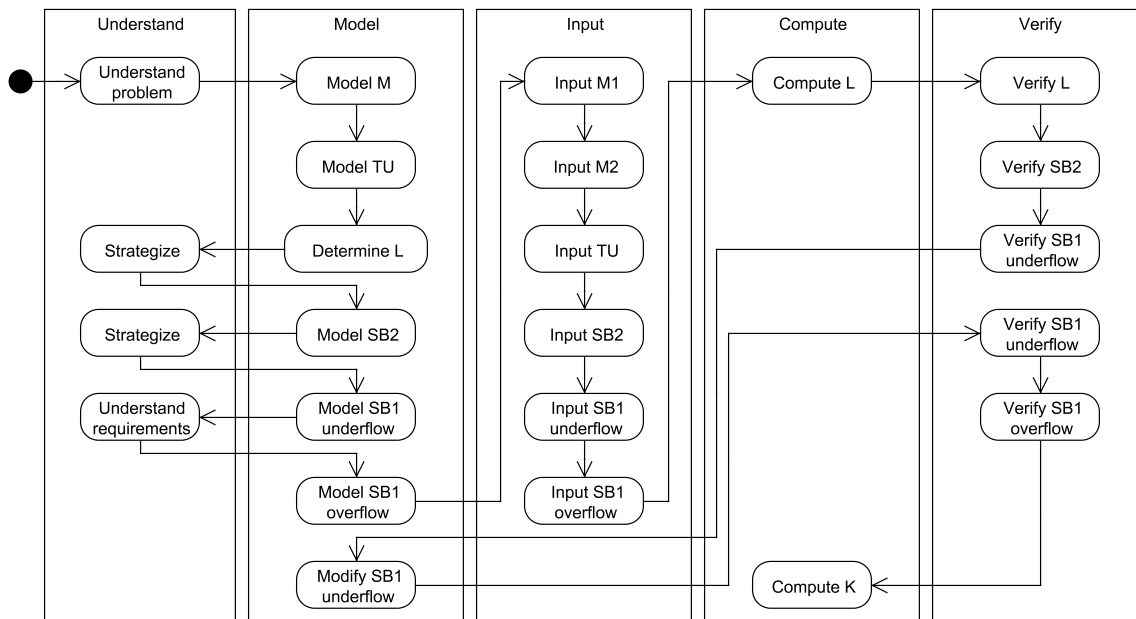 Understand
Model
Input
Compute
Verify
Understand
problem
Model M
Input M1
Compute L
Verify L
Model TU
Input M2
Verify SB2
Strategize
Determine L
Input TU
Verify SB1
underflow
Strategize
Model SB2
Input SB2
Verify SB1
underflow
Understand
requirements
Model SB1
underflow
Input SB1
underflow
Verify SB1
overflow
Model SB1
overflow
Input SB1
overflow
Modify SB1
underflow
Compute K